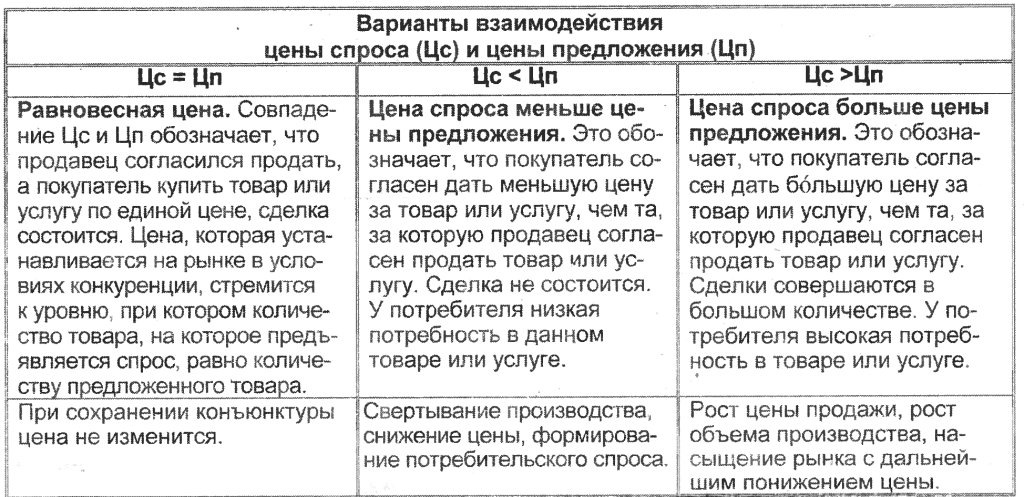 Варианты взаимодействия
цены спроса (Цс) и цены предложения (Цп)
Цс = Цп
Равновесная цена. Совпаде-
ние Цс и Цп обозначает, что
продавец согласился продать,
а покупатель купить товар или
услугу по единой цене, сделка
состоится. Цена, которая уста-
навливается на рынке в усло-
виях конкуренции, стремится
к уровню, при котором количе-
ство товара, на которое предъ-
является спрос, равно количе-
ству предложенного товара.
При сохранении конъюнктуры
цена не изменится.
Цс < Цп
Цена спроса меньше це-
ны предложения. Это обо-
значает, что покупатель со-
гласен дать меньшую цену
за товар или услугу, чем та,
за которую продавец согла-
сен продать товар или ус-
лугу. Сделка не состоится.
У потребителя низкая
потребность в данном
товаре или услуге.
Свертывание производства,
снижение цены, формирова-
ние потребительского спроса.
Цс >Цп
Цена спроса больше цены
предложения. Это обозна-
чает, что покупатель согла-
сен дать бóльшую цену за
товар или услугу, чем та, за
которую продавец согласен
продать товар или услугу.
Сделки совершаются в
большом количестве. У по-
требителя высокая потреб-
ность в товаре или услуге.
Рост цены продажи, рост
объема производства, на-
сыщение рынка с дальней-
шим понижением цены.